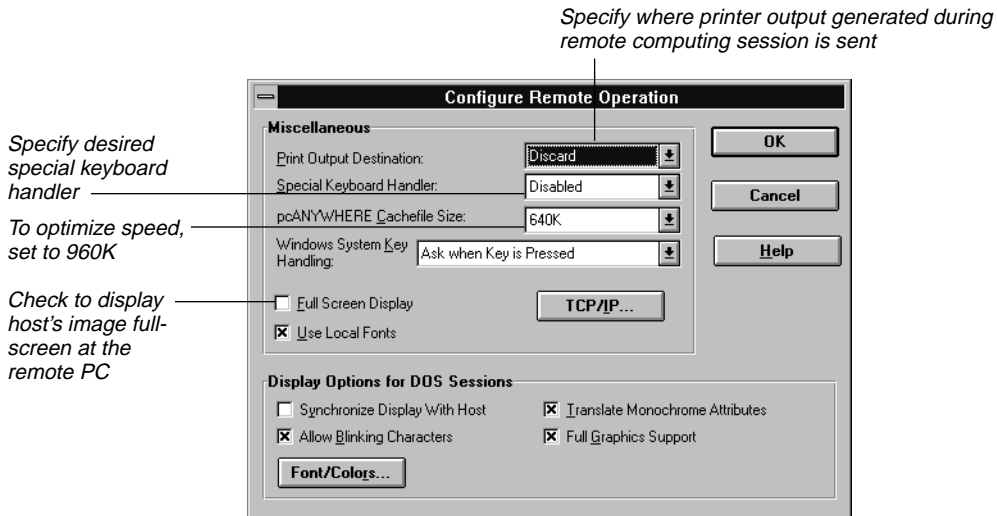 Specify where printer output generated during
remote computing session is sent
Configure Remote Operation
Specify desired
special keyboard
handler
To optimize speed,
set to 960K
Check to display
host's image full-
screen at the
remote PC
Miscellaneous
Print Output Destination: Discard
Special Keyboard Handler: Disabled
pcANYWHERE Cachefile Size: 640K
Windows System Key
Handling: Ask when Key is Pressed
Full Screen Display
TCP/IP...
Use Local Fonts
OK
Cancel
Help
Display Options for DOS Sessions
Synchronize Display With Host
Translate Monochrome Attributes
Allow Blinking Characters
Full Graphics Support
Font/Colors...